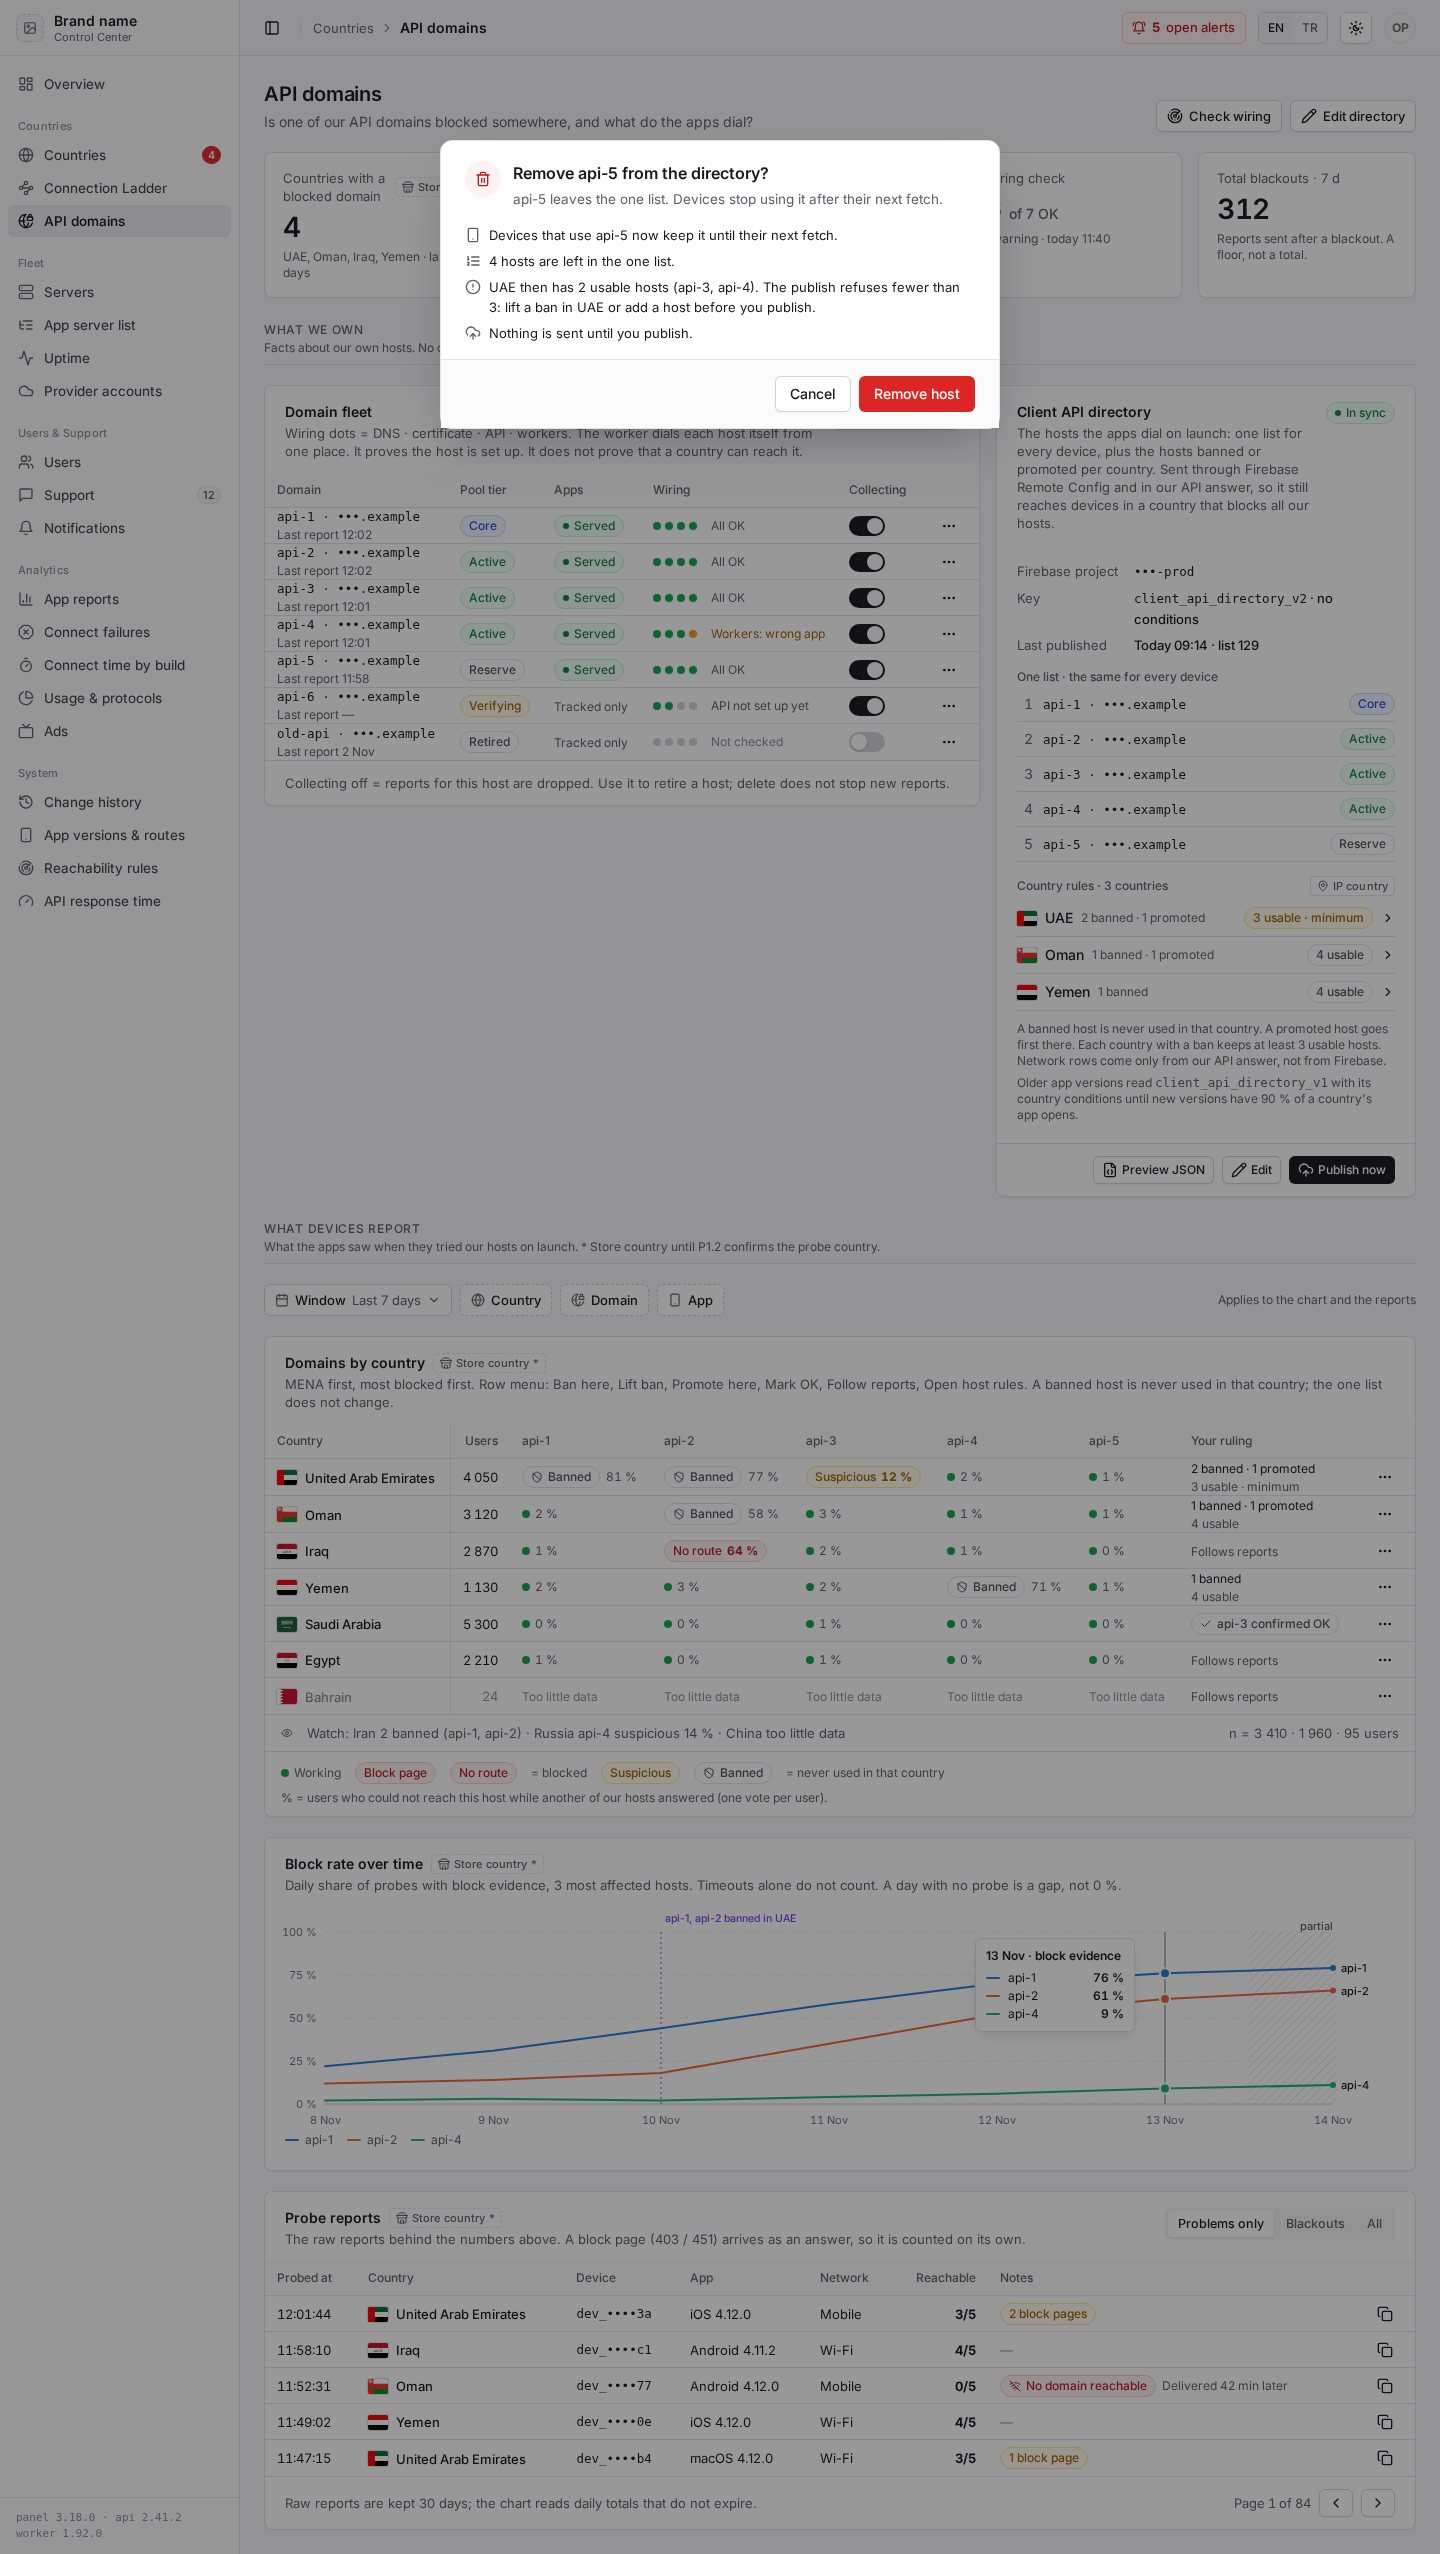 Brand name
Control Center
Countries
API domains
5 open alerts
EN
TR
OP
Overview
Countries
Countries
4
Connection Ladder
API domains
Fleet
Servers
App server list
Uptime
Provider accounts
Users & Support
Users
Support
12
Notifications
Analytics
App reports
Connect failures
Connect time by build
Usage & protocols
Ads
System
Change history
App versions & routes
Reachability rules
API response time
panel 3.18.0 · api 2.41.2
worker 1.92.0
API domains
Is one of our API domains blocked somewhere, and what do the apps dial?
Check wiring
Edit directory
Countries with a
blocked domain
4
UAE, Oman, Iraq, Yemen
days
of 7 OK
today 11:40
Total blackouts · 7 d
312
Reports sent after a blackout. A
floor, not a total.
Remove api-5 from the directory?
api-5 leaves the one list. Devices stop using it after their next fetch.
Devices that use api-5 now keep it until their next fetch.
4 hosts are left in the one list.
UAE then has 2 usable hosts (api-3, api-4). The publish refuses fewer than
3: lift a ban in UAE or add a host before you publish.
Nothing is sent until you publish.
Cancel
Remove host
WHAT WE OWN
Facts about our own hosts. No
Domain fleet
Wiring dots = DNS · certificate · API · workers. The worker dials each host itself from
one place. It proves the host is set up. It does not prove that a country can reach it.
Domain
Pool tier
Apps
Wiring
Collecting
api-1 · •••.example
Last report 12:02
Core
Served
All OK
api-2 · •••.example
Last report 12:02
Active
Served
All OK
api-3 · •••.example
Last report 12:01
Active
Served
All OK
api-4 · •••.example
Last report 12:01
Active
Served
Workers: wrong app
api-5 · •••.example
Last report 11:58
Reserve
Served
All OK
api-6 · •••.example
Last report —
Verifying
Tracked only
API not set up yet
old-api · •••.example
Last report 2 Nov
Retired
Tracked only
Not checked
Collecting off = reports for this host are dropped. Use it to retire a host; delete does not stop new reports.
Client API directory
In sync
The hosts the apps dial on launch: one list for
every device, plus the hosts banned or
promoted per country. Sent through Firebase
Remote Config and in our API answer, so it still
reaches devices in a country that blocks all our
hosts.
Firebase project
•••-prod
Key
client_api_directory_v2 · no
conditions
Last published
Today 09:14 · list 129
One list · the same for every device
1 api-1 · •••.example
Core
2 api-2 · •••.example
Active
3 api-3 · •••.example
Active
4 api-4 · •••.example
Active
5 api-5 · •••.example
Reserve
Country rules · 3 countries
IP country
UAE 2 banned · 1 promoted
3 usable · minimum
Oman 1 banned · 1 promoted
4 usable
Yemen 1 banned
4 usable
A banned host is never used in that country. A promoted host goes
first there. Each country with a ban keeps at least 3 usable hosts.
Network rows come only from our API answer, not from Firebase.
Older app versions read client_api_directory_v1 with its
country conditions until new versions have 90 % of a country's
app opens.
Preview JSON
Edit
Publish now
WHAT DEVICES REPORT
What the apps saw when they tried our hosts on launch. * Store country until P1.2 confirms the probe country.
Window Last 7 days
Country
Domain
App
Applies to the chart and the reports
Domains by country
Store country *
MENA first, most blocked first. Row menu: Ban here, Lift ban, Promote here, Mark OK, Follow reports, Open host rules. A banned host is never used in that country; the one list
does not change.
Country
Users
api-1
api-2
api-3
api-4
api-5
Your ruling
United Arab Emirates
4 050
Banned 81 %
Banned 77 %
Suspicious 12 %
2 %
1 %
2 banned · 1 promoted
3 usable · minimum
Oman
3 120
2 %
Banned 58 %
3 %
1 %
1 %
1 banned · 1 promoted
4 usable
Iraq
2 870
1 %
No route 64 %
2 %
1 %
0 %
Follows reports
Yemen
1 130
2 %
3 %
2 %
Banned 71 %
1 %
1 banned
4 usable
Saudi Arabia
5 300
0 %
0 %
1 %
0 %
0 %
api-3 confirmed OK
Egypt
2 210
1 %
0 %
1 %
0 %
0 %
Follows reports
Bahrain
24
Too little data
Too little data
Too little data
Too little data
Too little data
Follows reports
Watch: Iran 2 banned (api-1, api-2) · Russia api-4 suspicious 14 % · China too little data
n = 3 410 · 1 960 · 95 users
Working
Block page
No route
= blocked
Suspicious
Banned
= never used in that country
% = users who could not reach this host while another of our hosts answered (one vote per user).
Block rate over time
Store country *
Daily share of probes with block evidence, 3 most affected hosts. Timeouts alone do not count. A day with no probe is a gap, not 0 %.
api-1, api-2 banned in UAE
partial
100 %
75 %
50 %
25 %
0 %
13 Nov · block evidence
api-1 76 %
api-2 61 %
api-4 9 %
api-1
api-2
api-4
8 Nov
9 Nov
10 Nov
11 Nov
12 Nov
13 Nov
14 Nov
api-1
api-2
api-4
Probe reports
Store country *
The raw reports behind the numbers above. A block page (403 / 451) arrives as an answer, so it is counted on its own.
Problems only
Blackouts
All
Probed at
Country
Device
App
Network
Reachable
Notes
12:01:44
United Arab Emirates
dev_••••3a
iOS 4.12.0
Mobile
3/5
2 block pages
11:58:10
Iraq
dev_••••c1
Android 4.11.2
Wi-Fi
4/5
—
11:52:31
Oman
dev_••••77
Android 4.12.0
Mobile
0/5
No domain reachable
Delivered 42 min later
11:49:02
Yemen
dev_••••0e
iOS 4.12.0
Wi-Fi
4/5
—
11:47:15
United Arab Emirates
dev_••••b4
macOS 4.12.0
Wi-Fi
3/5
1 block page
Raw reports are kept 30 days; the chart reads daily totals that do not expire.
Page 1 of 84